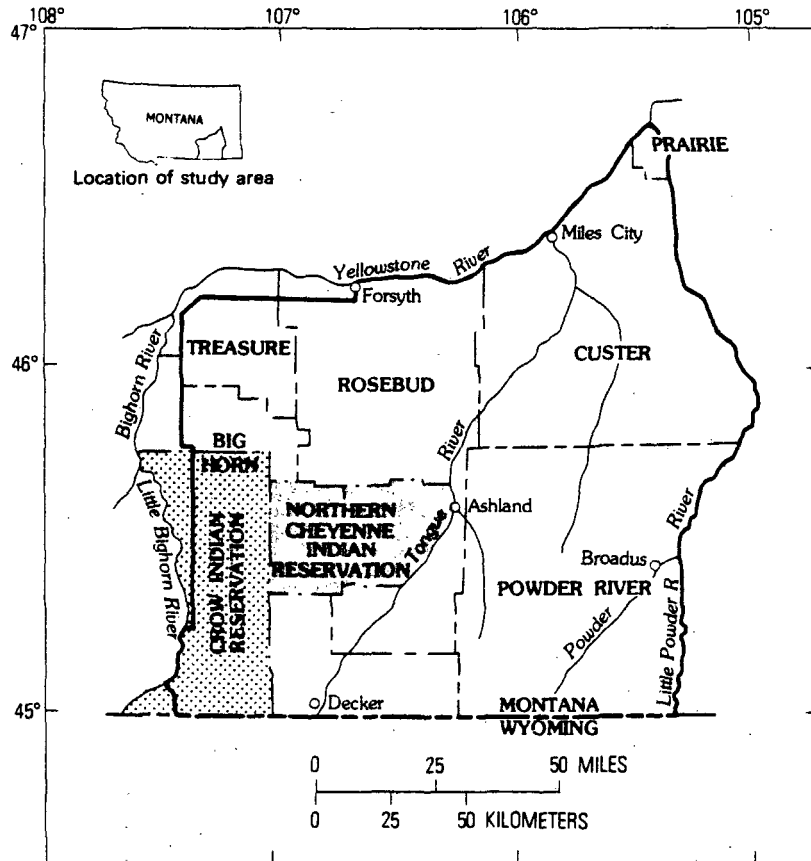 108° 107° 106° 105°
47°
MONTANA
Location of study area
PRAIRIE
Miles City
Yellowstone River
Forsyth
46°
TREASURE
ROSEBUD
CUSTER
Bighorn River
BIG
HORN
River
Little Bighorn River
CROW INDIAN
RESERVATION
NORTHERN
CHEYENNE
INDIAN
RESERVATION
Tongue
Ashland
River
Broadus
POWDER RIVER
Powder
Little Powder R
45°
Decker
MONTANA
WYOMING
0 25 50 MILES
0 25 50 KILOMETERS